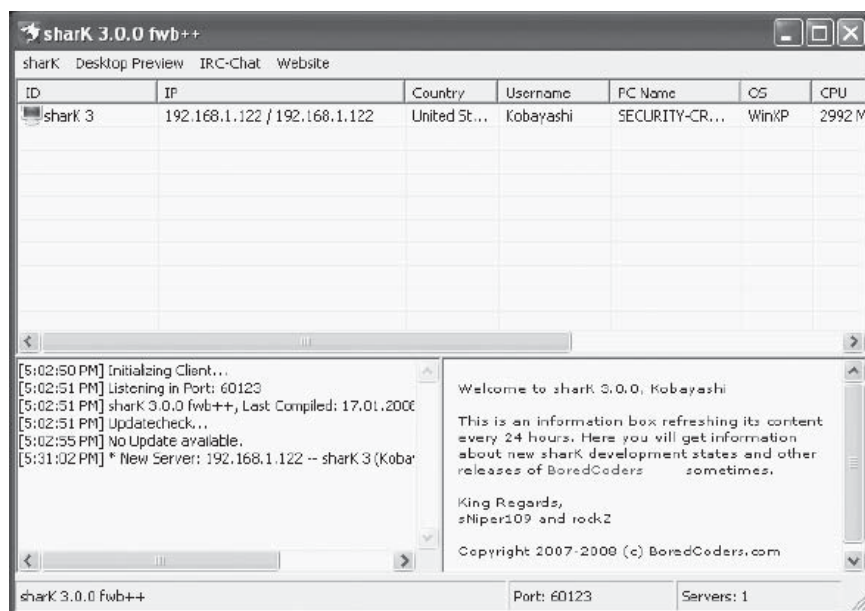 sharK 3.0.0 fwb++
sharK Desktop Preview IRC-Chat Website
ID IP Country Username PC Name OS CPU
sharK 3 192.168.1.122 / 192.168.1.122 United St... Kobayashi SECURITY-CR... WinXP 2992 M
[5:02:50 PM] Initializing Client...
[5:02:51 PM] Listening in Port: 60123
[5:02:51 PM] sharK 3.0.0 fwb++, Last Compiled: 17.01.2008
[5:02:51 PM] Updatecheck...
[5:02:55 PM] No Update available.
[5:31:02 PM] * New Server: 192.168.1.122 -- sharK 3 (Koba
Welcome to sharK 3.0.0, Kobayashi
This is an information box refreshing its content
every 24 hours. Here you will get information
about new sharK development states and other
releases of BoredCoders sometimes.
King Regards,
sNiper109 and rockZ
Copyright 2007-2008 (c) BoredCoders.com
sharK 3.0.0 fwb++ Port: 60123 Servers: 1